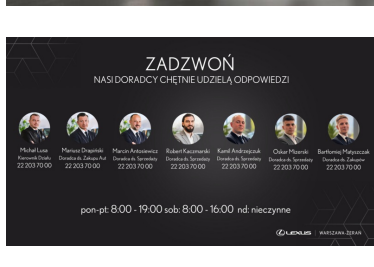 ZADZWOŃ
NASI DORADCY CHĘTNIE UDZIELĄ ODPOWIEDZI
Michał Lusa
Kierownik Działu
22 203 70 00
Mariusz Drapiński
Doradca ds. Zakupu Aut
22 203 70 00
Marcin Antosiewicz
Doradca ds. Sprzedaży
22 203 70 00
Robert Kaczmarski
Doradca ds. Sprzedaży
22 203 70 00
Kamil Andrzejczuk
Doradca ds. Sprzedaży
22 203 70 00
Oskar Mizerski
Doradca ds. Sprzedaży
22 203 70 00
Bartłomiej Matyszczak
Doradca ds. Zakupów
22 203 70 00
pon-pt: 8:00 - 19:00 sob: 8:00 - 16:00 nd: nieczynne
LEXUS | WARSZAWA-ŻERAŃ